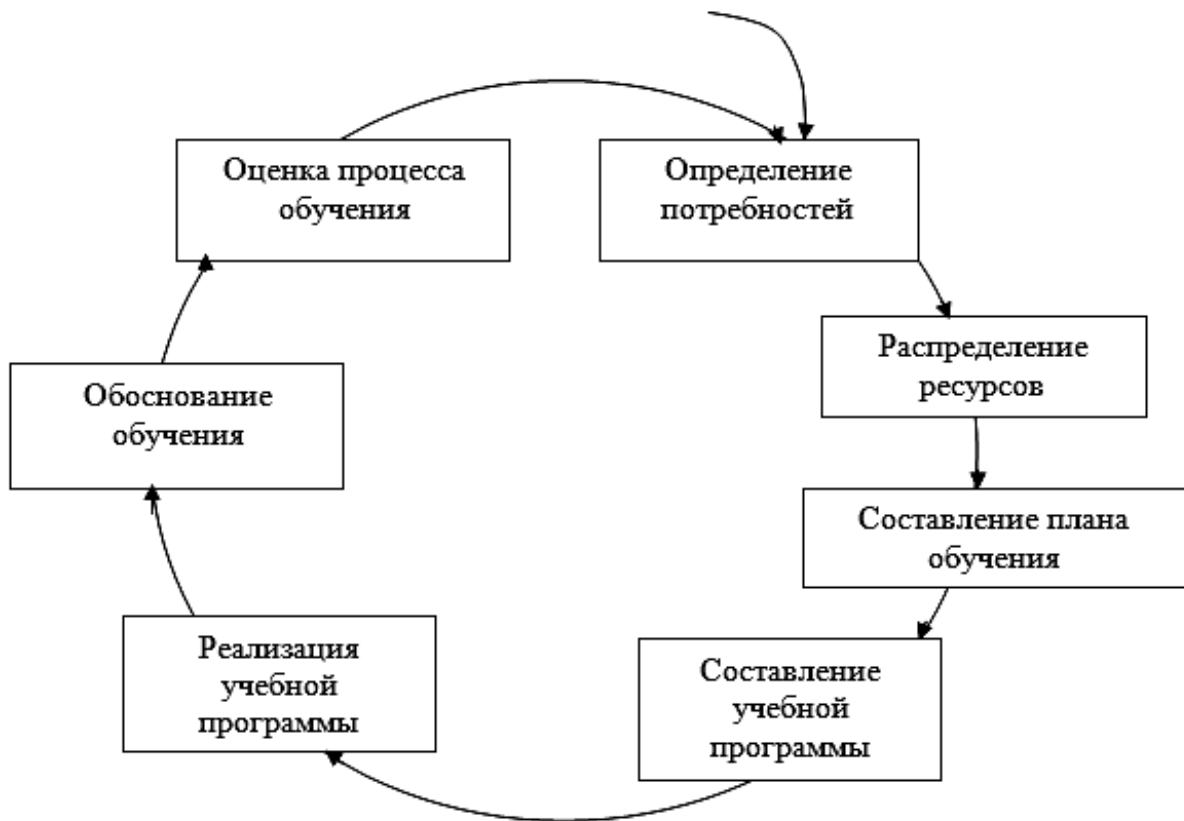 Оценка процесса
обучения
Определение
потребностей
Распределение
ресурсов
Обоснование
обучения
Составление плана
обучения
Реализация
учебной
программы
Составление
учебной
программы